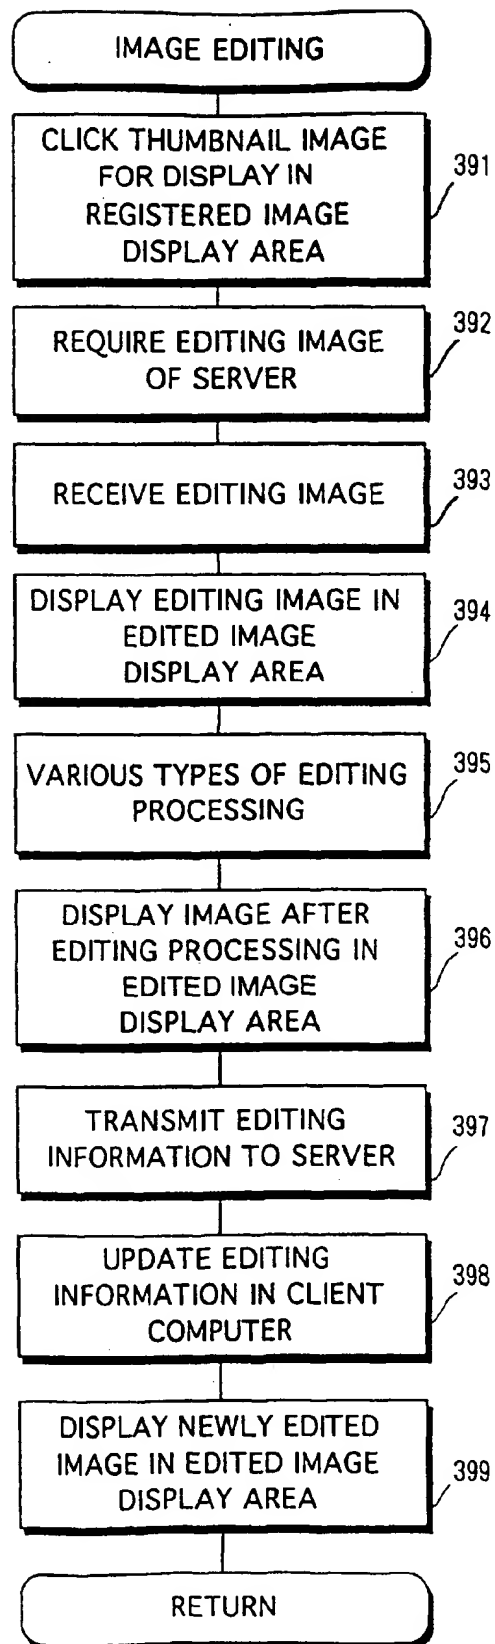 IMAGE EDITING
CLICK THUMBNAIL IMAGE
FOR DISPLAY IN
REGISTERED IMAGE
DISPLAY AREA
391
REQUIRE EDITING IMAGE
OF SERVER
392
RECEIVE EDITING IMAGE
393
DISPLAY EDITING IMAGE IN
EDITED IMAGE
DISPLAY AREA
394
VARIOUS TYPES OF EDITING
PROCESSING
395
DISPLAY IMAGE AFTER
EDITING PROCESSING IN
EDITED IMAGE
DISPLAY AREA
396
TRANSMIT EDITING
INFORMATION TO SERVER
397
UPDATE EDITING
INFORMATION IN CLIENT
COMPUTER
398
DISPLAY NEWLY EDITED
IMAGE IN EDITED IMAGE
DISPLAY AREA
399
RETURN